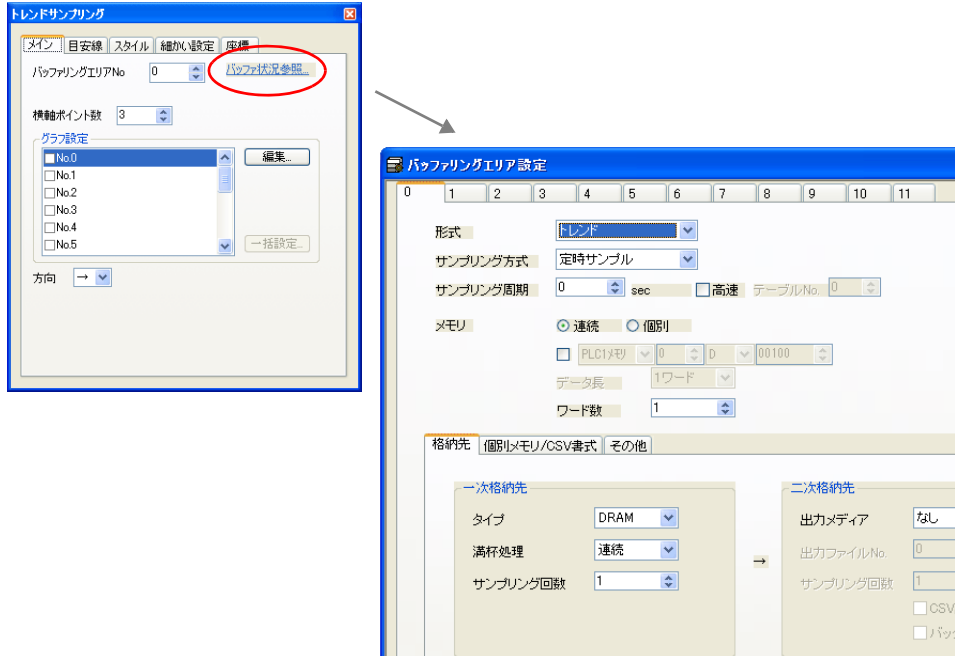 トレンドサンプリング
メイン 目安線 スタイル 細かい設定 座標
バッファリングエリアNo 0 バッファ状況参照...
横軸ポイント数 3
グラフ設定
No.0 編集...
No.1
No.2
No.3
No.4
No.5 一括設定...
方向 →
バッファリングエリア設定
0 1 2 3 4 5 6 7 8 9 10 11
形式 トレンド
サンプリング方式 定時サンプル
サンプリング周期 0 sec 高速 テーブルNo. 0
メモリ 連続 個別
PLC1メモリ 0 D 00100
データ長 1ワード
ワード数 1
格納先 個別メモリ/CSV書式 その他
一次格納先
タイプ DRAM
満杯処理 連続
サンプリング回数 1
→
二次格納先
出力メディア なし
出力ファイルNo. 0
サンプリング回数 1
CSV
バッ